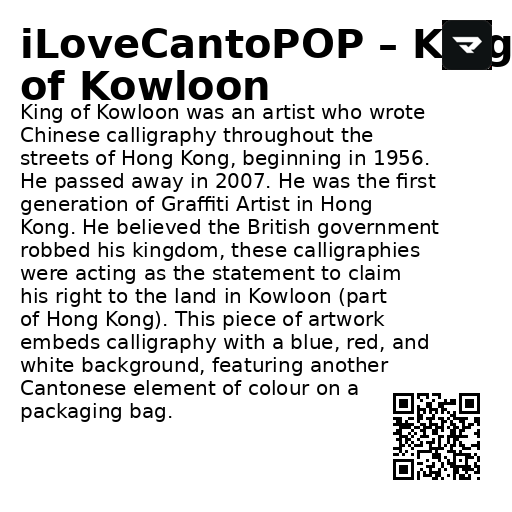 iLoveCantoPOP – King
of Kowloon
King of Kowloon was an artist who wrote
Chinese calligraphy throughout the
streets of Hong Kong, beginning in 1956.
He passed away in 2007. He was the first
generation of Graffiti Artist in Hong
Kong. He believed the British government
robbed his kingdom, these calligraphies
were acting as the statement to claim
his right to the land in Kowloon (part
of Hong Kong). This piece of artwork
embeds calligraphy with a blue, red, and
white background, featuring another
Cantonese element of colour on a
packaging bag.